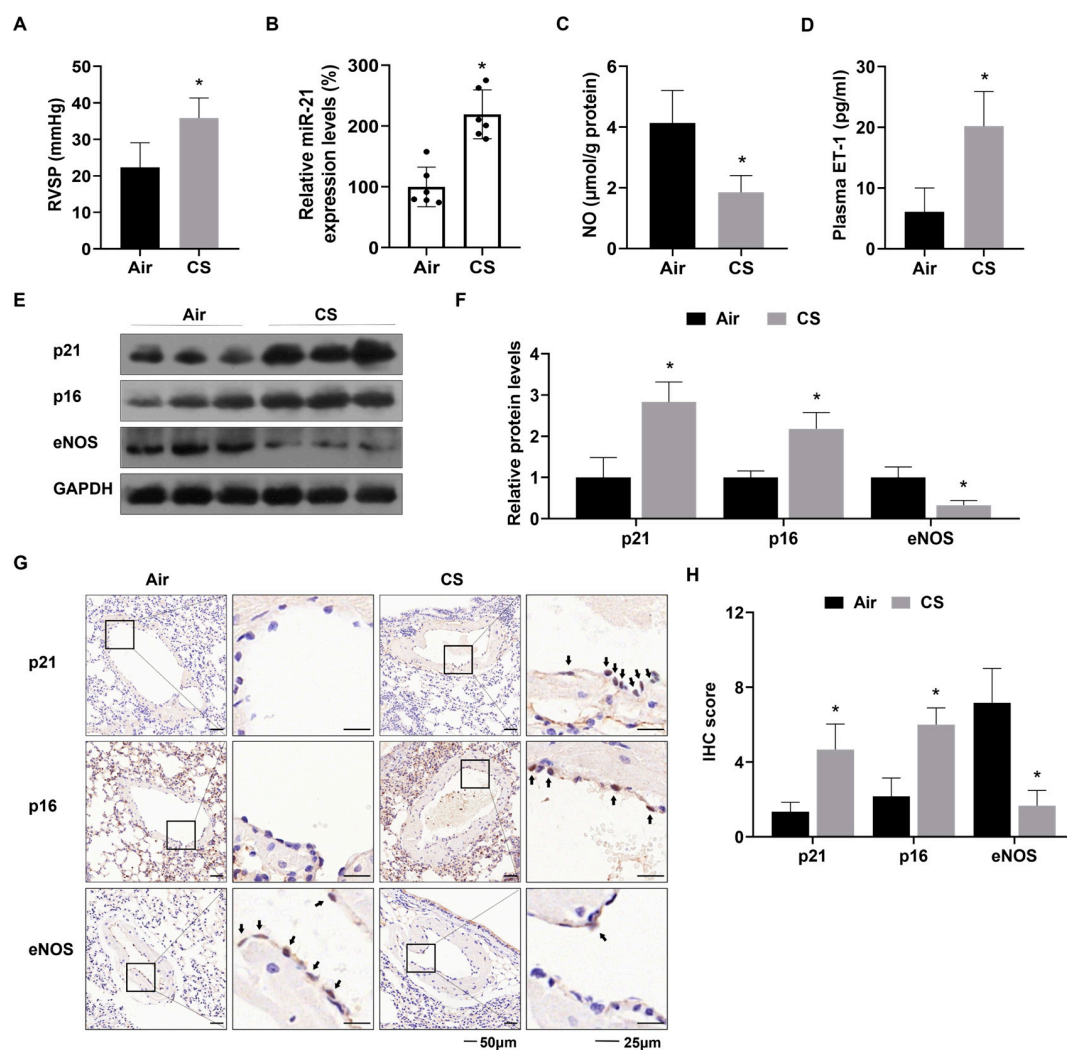 A
RVSP (mmHg)
50
40
30
20
10
0
*
Air
CS
B
Relative miR-21
expression levels (%)
300
200
100
0
*
Air
CS
C
NO (μmol/g protein)
6
4
2
0
*
Air
CS
D
Plasma ET-1 (pg/ml)
30
20
10
0
*
Air
CS
E
Air
CS
p21
p16
eNOS
GAPDH
F
Air
CS
Relative protein levels
4
3
2
1
0
*
*
*
p21
p16
eNOS
G
Air
CS
p21
p16
eNOS
50μm
25μm
H
Air
CS
IHC score
12
8
4
0
*
*
*
p21
p16
eNOS